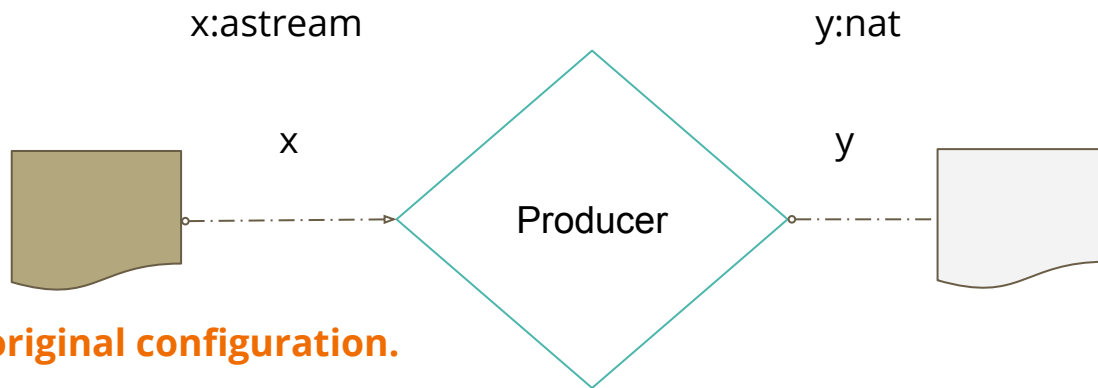 x:astream
y:nat
x
y
Producer
original configuration.